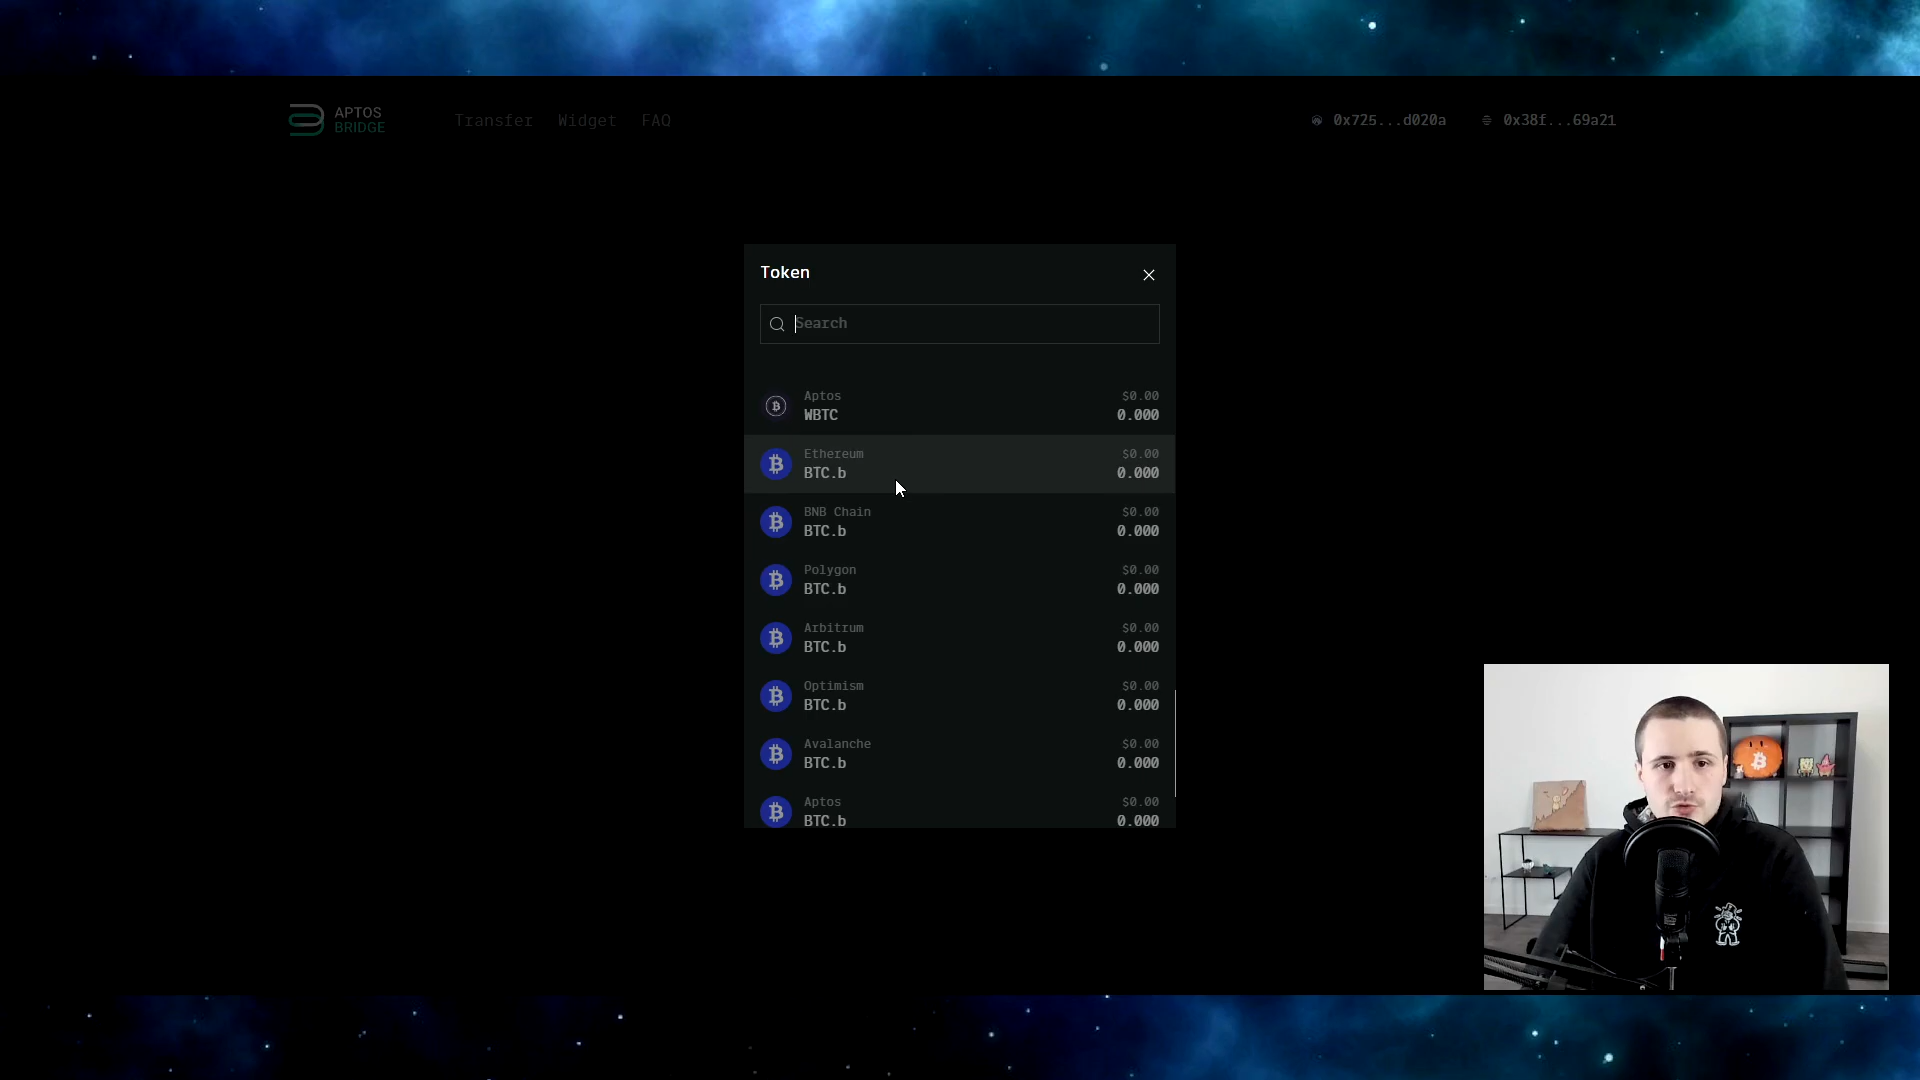 APTOS
BRIDGE
Transfer Widget FAQ
0x725...d020a 0x38f...69a21
Token
Search
Aptos $0.00
WBTC 0.000
Ethereum $0.00
BTC.b 0.000
BNB Chain $0.00
BTC.b 0.000
Polygon $0.00
BTC.b 0.000
Arbitrum $0.00
BTC.b 0.000
Optimism $0.00
BTC.b 0.000
Avalanche $0.00
BTC.b 0.000
Aptos $0.00
BTC.b 0.000